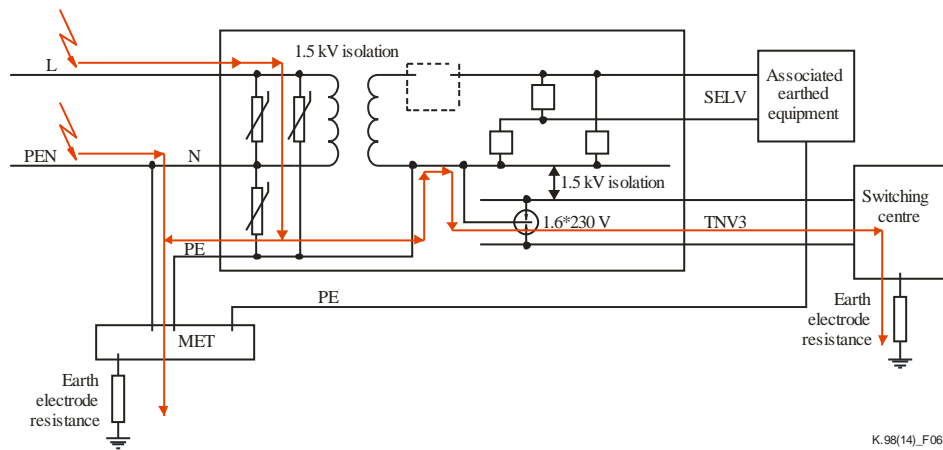 1.5 kV isolation
L
Associated
earthed
equipment
SELV
PEN
N
1.5 kV isolation
Switching
centre
1.6*230 V
TNV3
PE
PE
Earth
electrode
resistance
MET
Earth
electrode
resistance
K.98(14)_F06